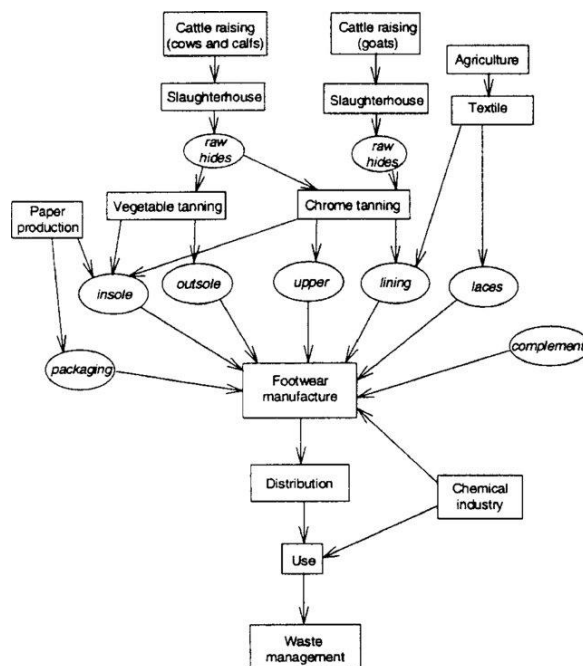 Cattle raising
(cows and calfs)
Cattle raising
(goats)
Agriculture
Slaughterhouse
Slaughterhouse
Textile
raw
hides
raw
hides
Paper
production
Vegetable tanning
Chrome tanning
insole
outsole
upper
lining
laces
packaging
complement
Footwear
manufacture
Distribution
Chemical
industry
Use
Waste
management